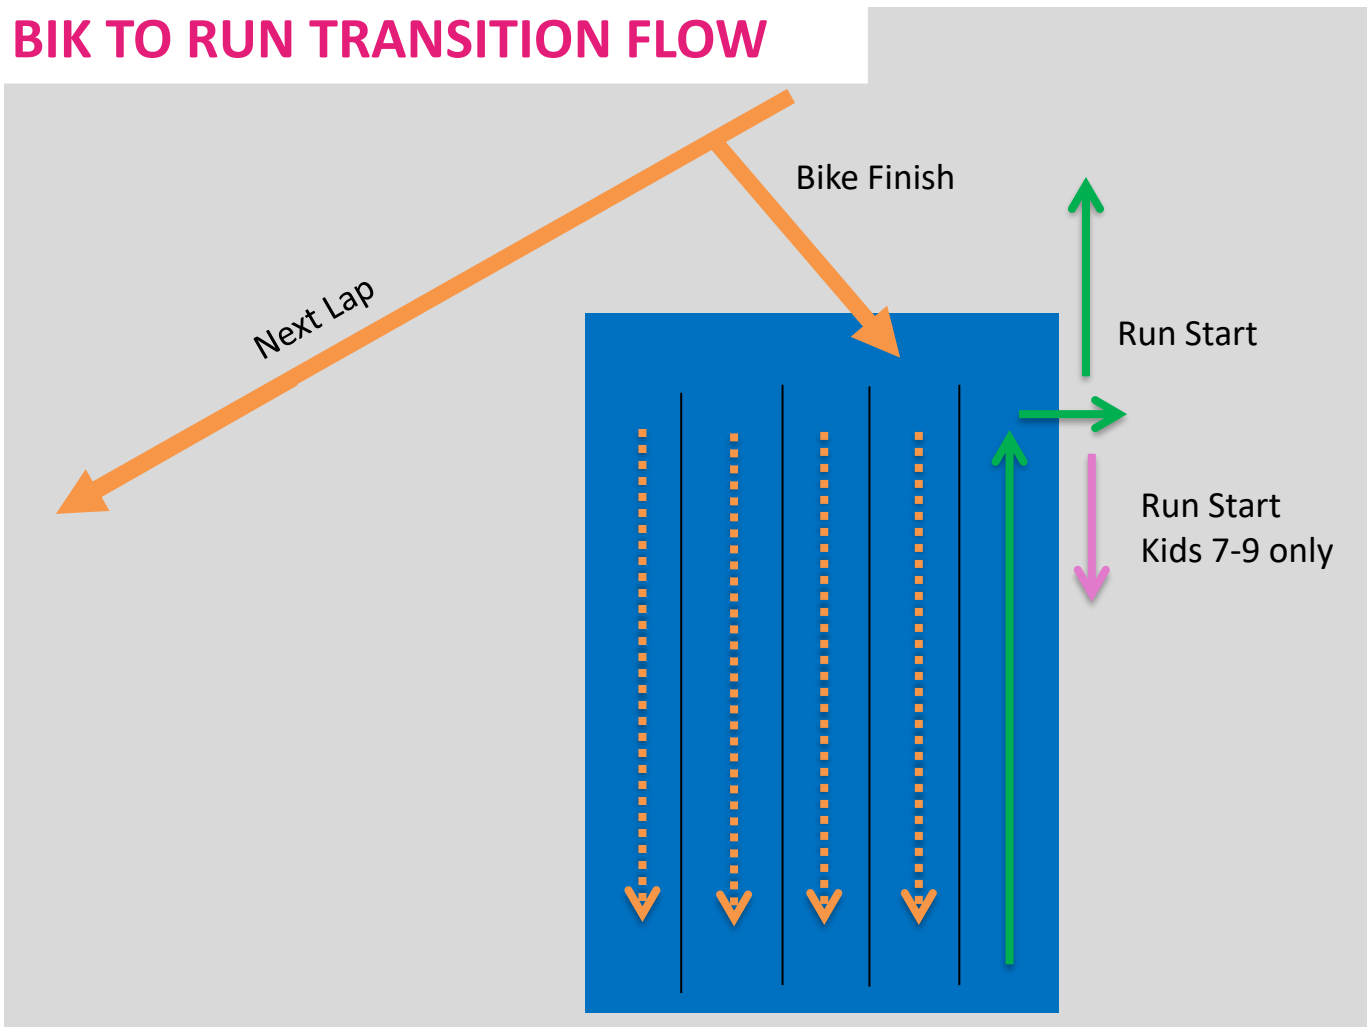 BIK TO RUN TRANSITION FLOW
Bike Finish
Next Lap
Run Start
Run Start
Kids 7-9 only